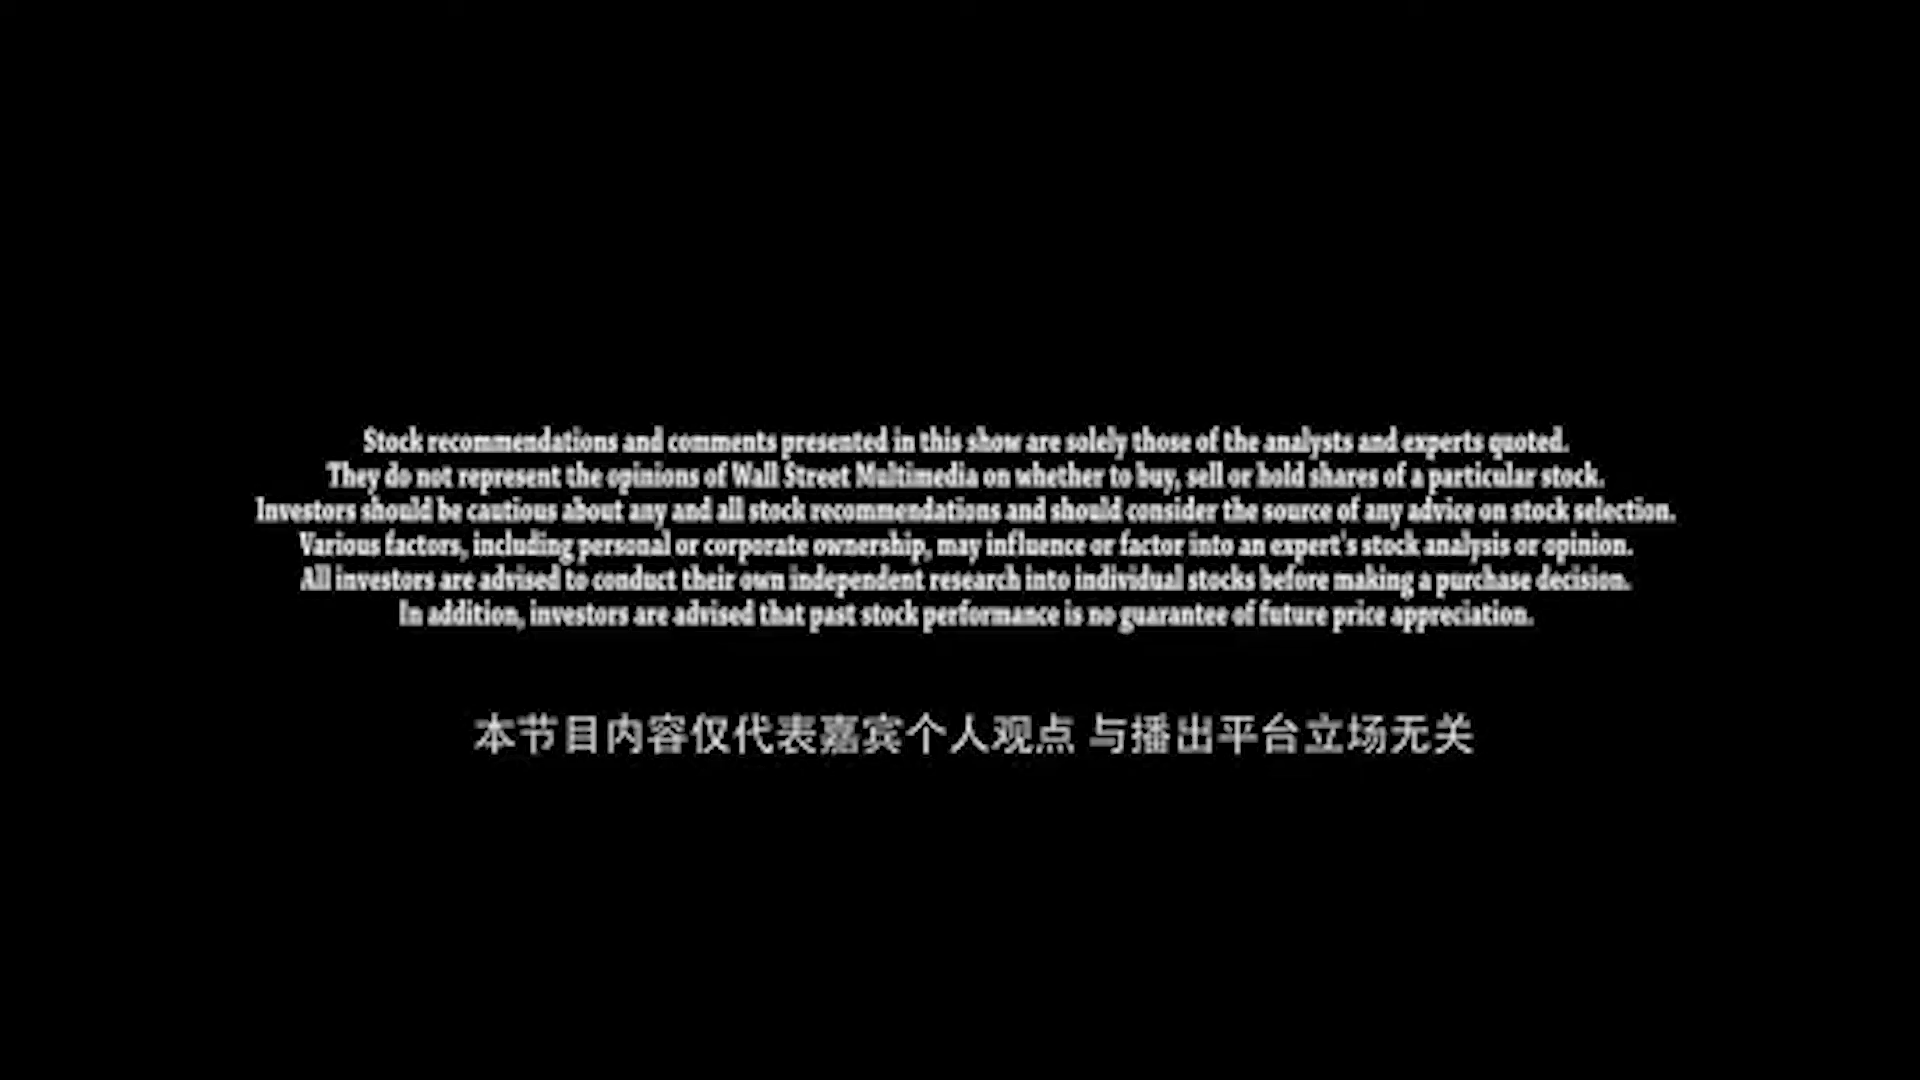 Stock recommendations and comments presented in this show are solely those of the analysts and experts quoted.
They do not represent the opinions of Wall Street Multimedia on whether to buy, sell or hold shares of a particular stock.
Investors should be cautious about any and all stock recommendations and should consider the source of any advice on stock selection.
Various factors, including personal or corporate ownership, may influence or factor into an expert's stock analysis or opinion.
All investors are advised to conduct their own independent research into individual stocks before making a purchase decision.
In addition, investors are advised that past stock performance is no guarantee of future price appreciation.
本节目内容仅代表嘉宾个人观点 与播出平台立场无关